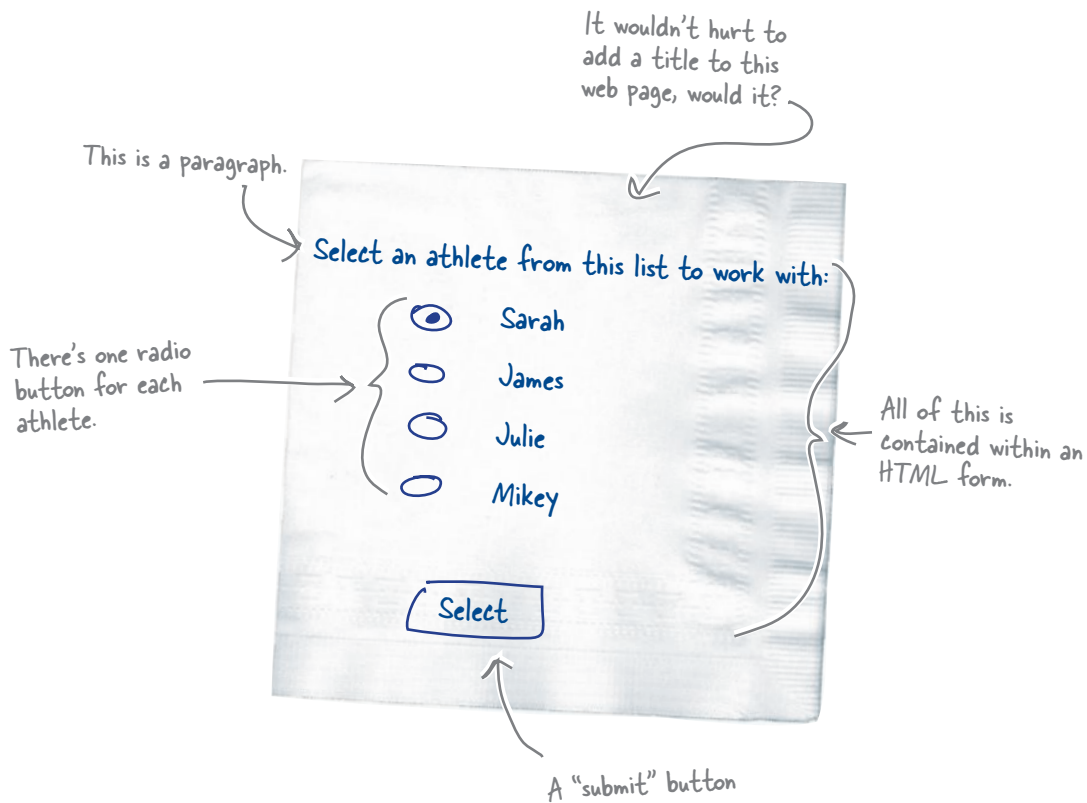 It wouldn't hurt to
add a title to this
web page, would it?
This is a paragraph.
Select an athlete from this list to work with:
Sarah
James
Julie
Mikey
There's one radio
button for each
athlete.
All of this is
contained within an
HTML form.
Select
A "submit" button